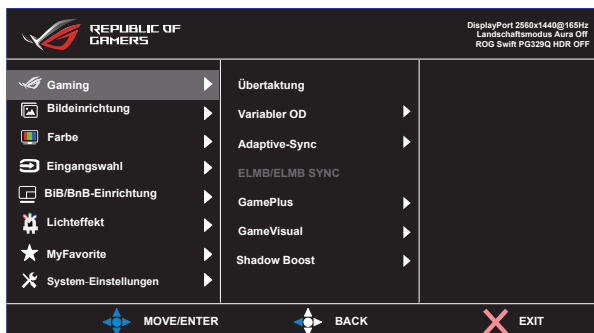 REPUBLIC OF
GAMERS
DisplayPort 2560x1440@165Hz
Landschaftsmodus Aura Off
ROG Swift PG329Q HDR OFF
Gaming
Bildeinrichtung
Farbe
Eingangswahl
BiB/BnB-Einrichtung
Lichteffekt
MyFavorite
System-Einstellungen
Übertaktung
Variabler OD
Adaptive-Sync
ELMB/ELMB SYNC
GamePlus
GameVisual
Shadow Boost
MOVE/ENTER
BACK
EXIT